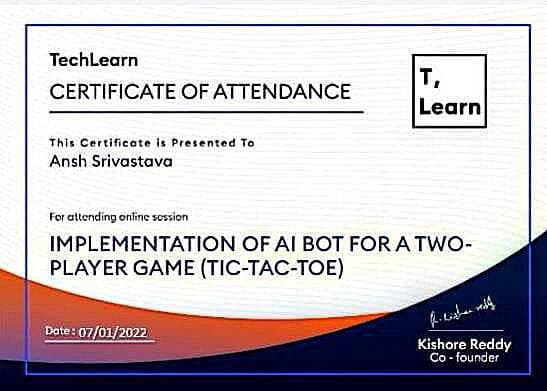 TechLearn
CERTIFICATE OF ATTENDANCE
T,
Learn
This Certificate is Presented To
Ansh Srivastava
For attending online session
IMPLEMENTATION OF AI BOT FOR A TWO-
PLAYER GAME (TIC-TAC-TOE)
Date: 07/01/2022
Kishore Reddy
Co - founder